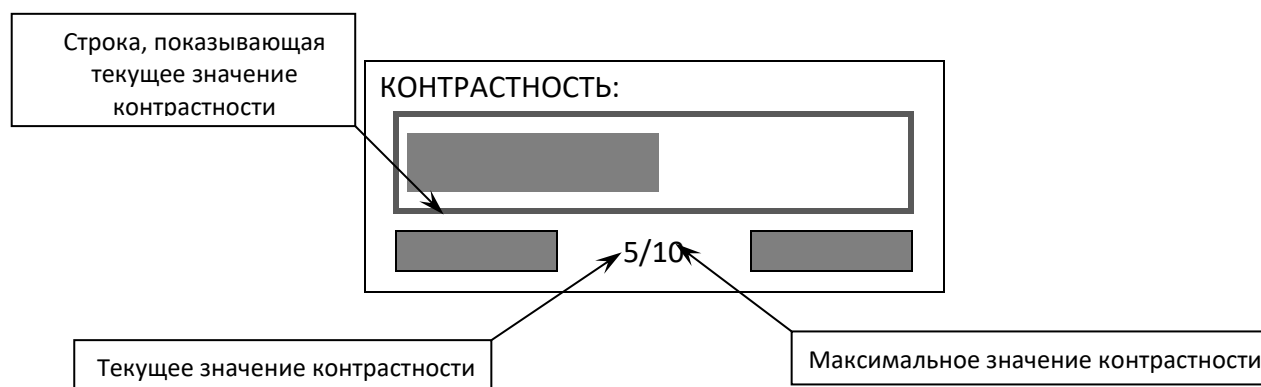 Строка, показывающая
текущее значение
контрастности
КОНТРАСТНОСТЬ:
5/10
Текущее значение контрастности
Максимальное значение контрастности